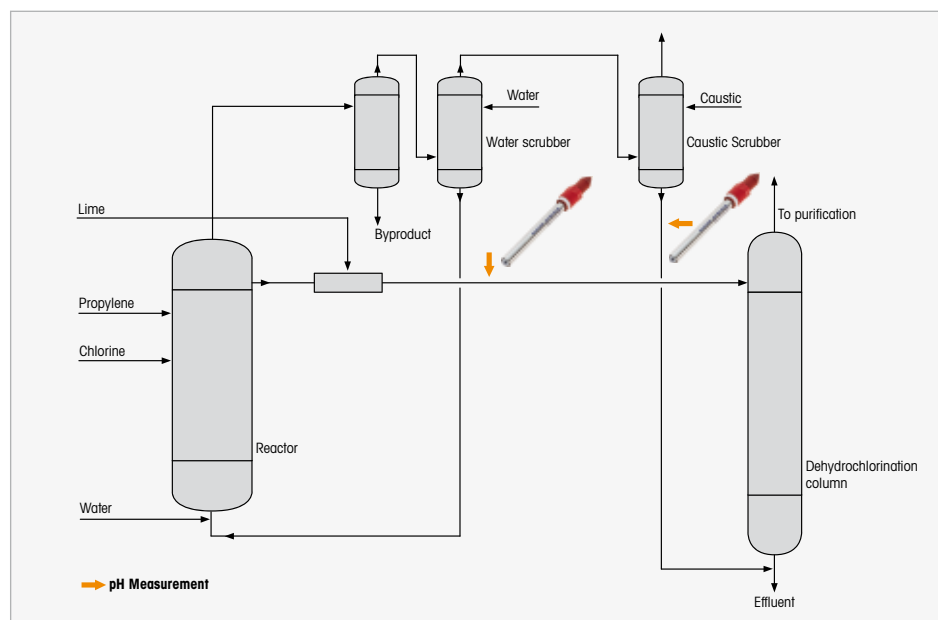 Water
Caustic
Water scrubber
Caustic Scrubber
Lime
Byproduct
To purification
Propylene
Chlorine
Reactor
Dehydrochlorination
column
Water
pH Measurement
Effluent